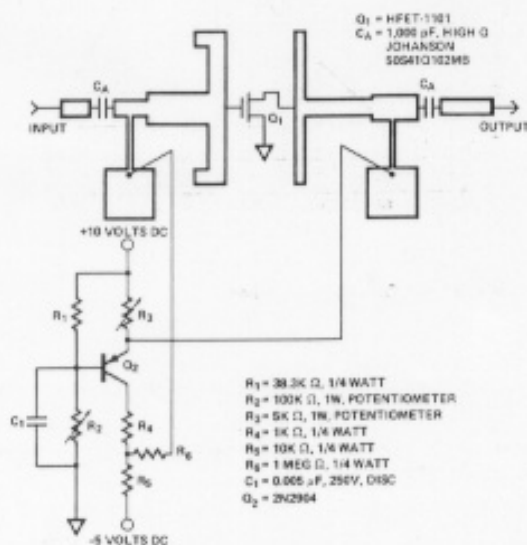 Q1 = HFET-1101
CA = 1,000 pF, HIGH Q
JOHANSON
50S41Q102MB
CA
CA
INPUT
Q1
OUTPUT
+10 VOLTS DC
R1
R3
Q2
C1
R2
R4
R6
R5
-5 VOLTS DC
R1 = 38.3K Ω, 1/4 WATT
R2 = 100K Ω, 1W, POTENTIOMETER
R3 = 5K Ω, 1W, POTENTIOMETER
R4 = 1K Ω, 1/4 WATT
R5 = 10K Ω, 1/4 WATT
R6 = 1 MEG Ω, 1/4 WATT
C1 = 0.005 μF, 250V, DISC
Q2 = 2N2904